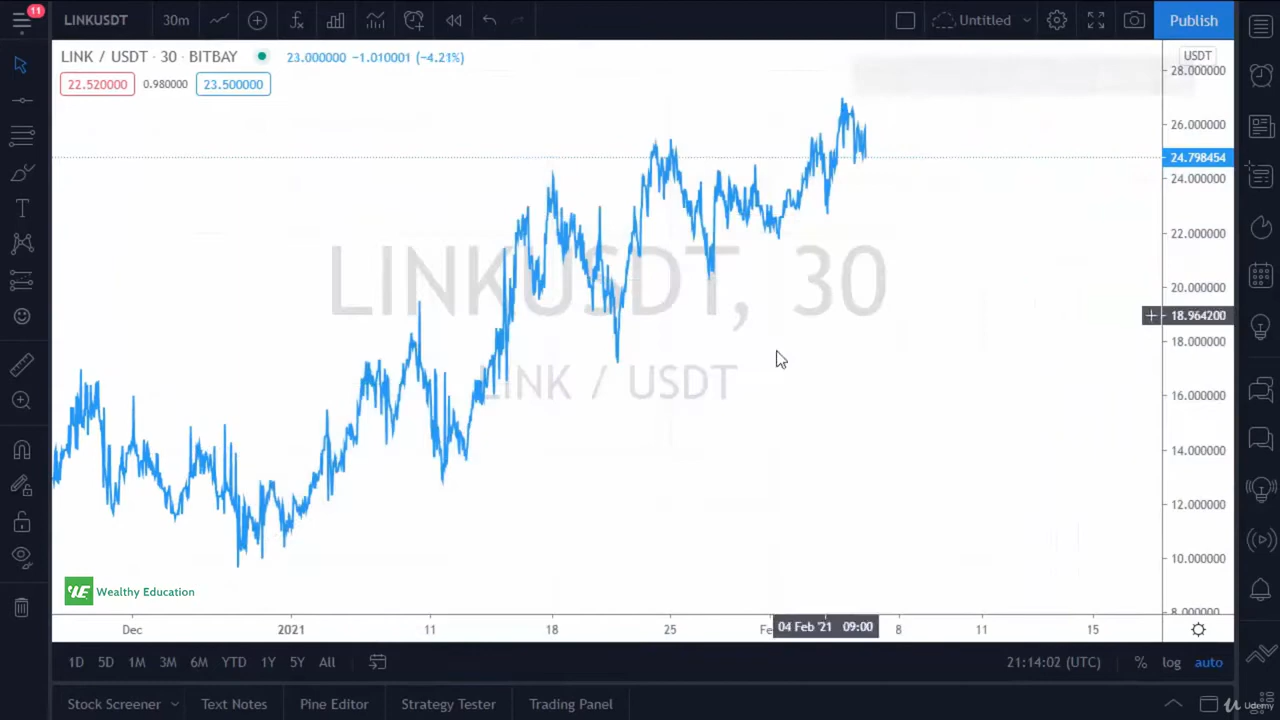 11
LINKUSDT
30m
Untitled
Publish
LINK / USDT · 30 · BITBAY
23.000000 −1.010001 (−4.21%)
22.520000
0.980000
23.500000
USDT
28.000000
26.000000
24.798454
24.000000
22.000000
20.000000
18.964200
18.000000
16.000000
14.000000
12.000000
10.000000
8.000000
LINKUSDT, 30
LINK / USDT
Wealthy Education
Dec
2021
11
18
25
04 Feb '21 09:00
8
11
15
1D 5D 1M 3M 6M YTD 1Y 5Y All
21:14:02 (UTC)
% log auto
Stock Screener
Text Notes
Pine Editor
Strategy Tester
Trading Panel
Udemy